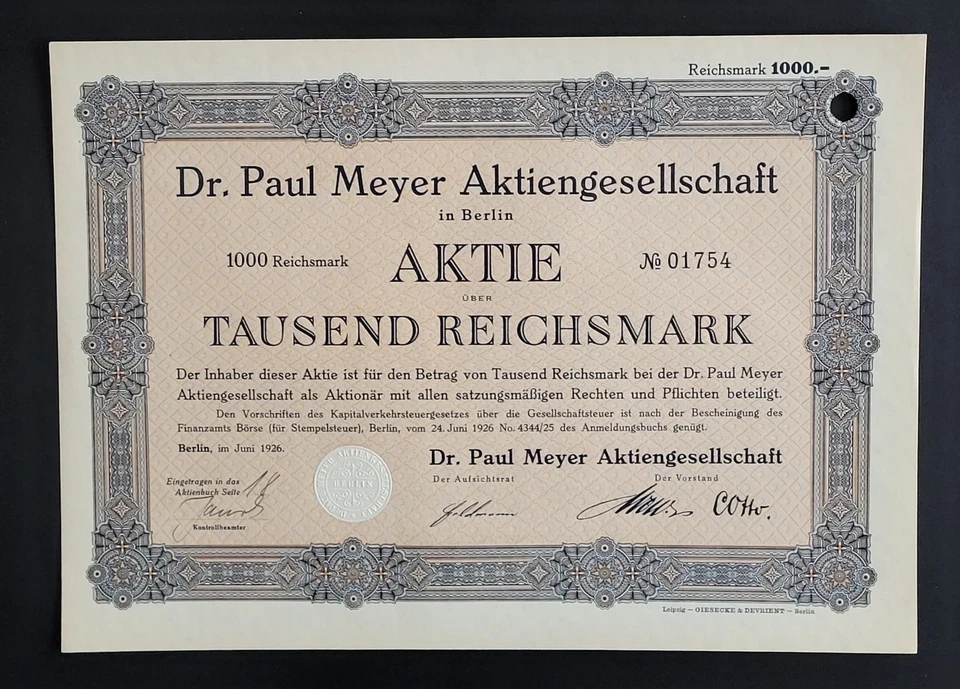 Reichsmark 1000.–
Dr. Paul Meyer Aktiengesellschaft
in Berlin
1000 Reichsmark AKTIE № 01754
ÜBER
TAUSEND REICHSMARK
Der Inhaber dieser Aktie ist für den Betrag von Tausend Reichsmark bei der Dr. Paul Meyer
Aktiengesellschaft als Aktionär mit allen satzungsmäßigen Rechten und Pflichten beteiligt.
Den Vorschriften des Kapitalverkehrsteuergesetzes über die Gesellschaftsteuer ist nach der Bescheinigung des
Finanzamts Börse (für Stempelsteuer), Berlin, vom 24. Juni 1926 No. 4344/25 des Anmeldungsbuchs genügt.
Berlin, im Juni 1926.
Dr. Paul Meyer Aktiengesellschaft
Der Aufsichtsrat Der Vorstand
Eingetragen in das
Aktienbuch Seite
Kontrollbeamter
BERLIN
COtto.
Leipzig – GIESECKE & DEVRIENT – Berlin